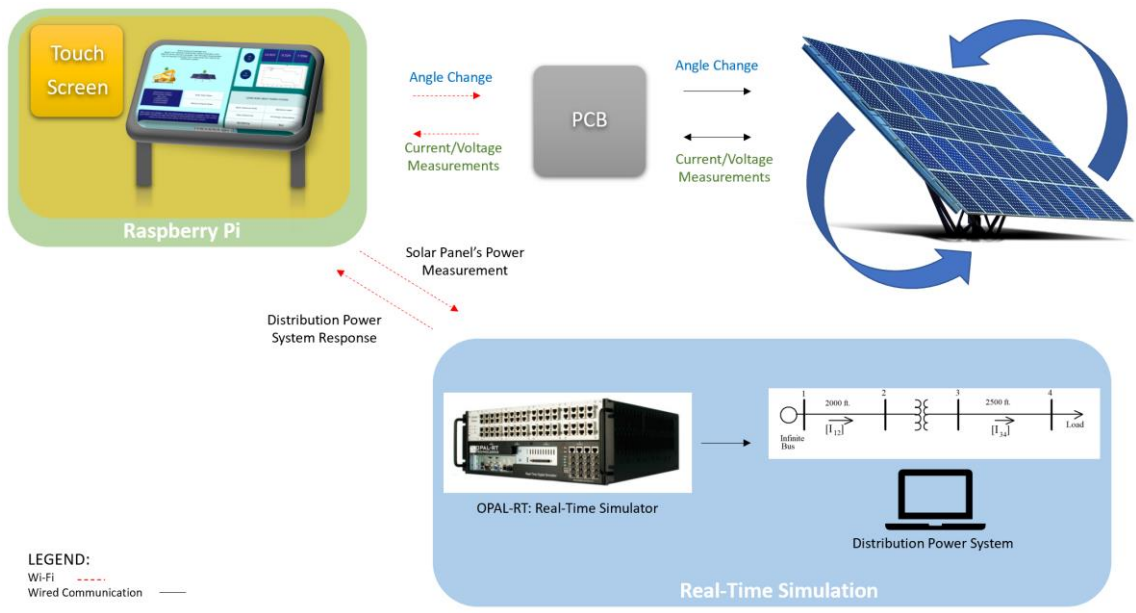 Touch
Screen
Raspberry Pi
Angle Change
Current/Voltage
Measurements
PCB
Angle Change
Current/Voltage
Measurements
Solar Panel's Power
Measurement
Distribution Power
System Response
OPAL-RT
OPAL-RT: Real-Time Simulator
1
2
3
4
2000 ft.
2500 ft.
[I12]
[I34]
Infinite
Bus
Load
Distribution Power System
Real-Time Simulation
LEGEND:
Wi-Fi
Wired Communication